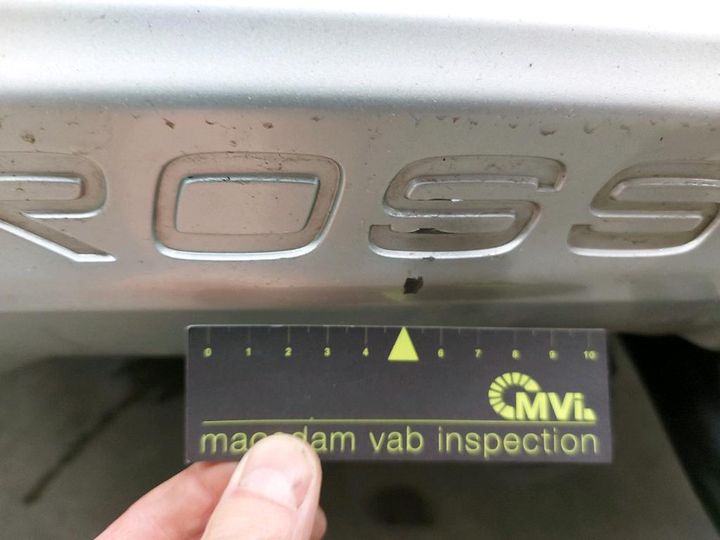 ROSS
0 1 2 3 4 6 7 8 9 10
MVi
macadam vab inspection